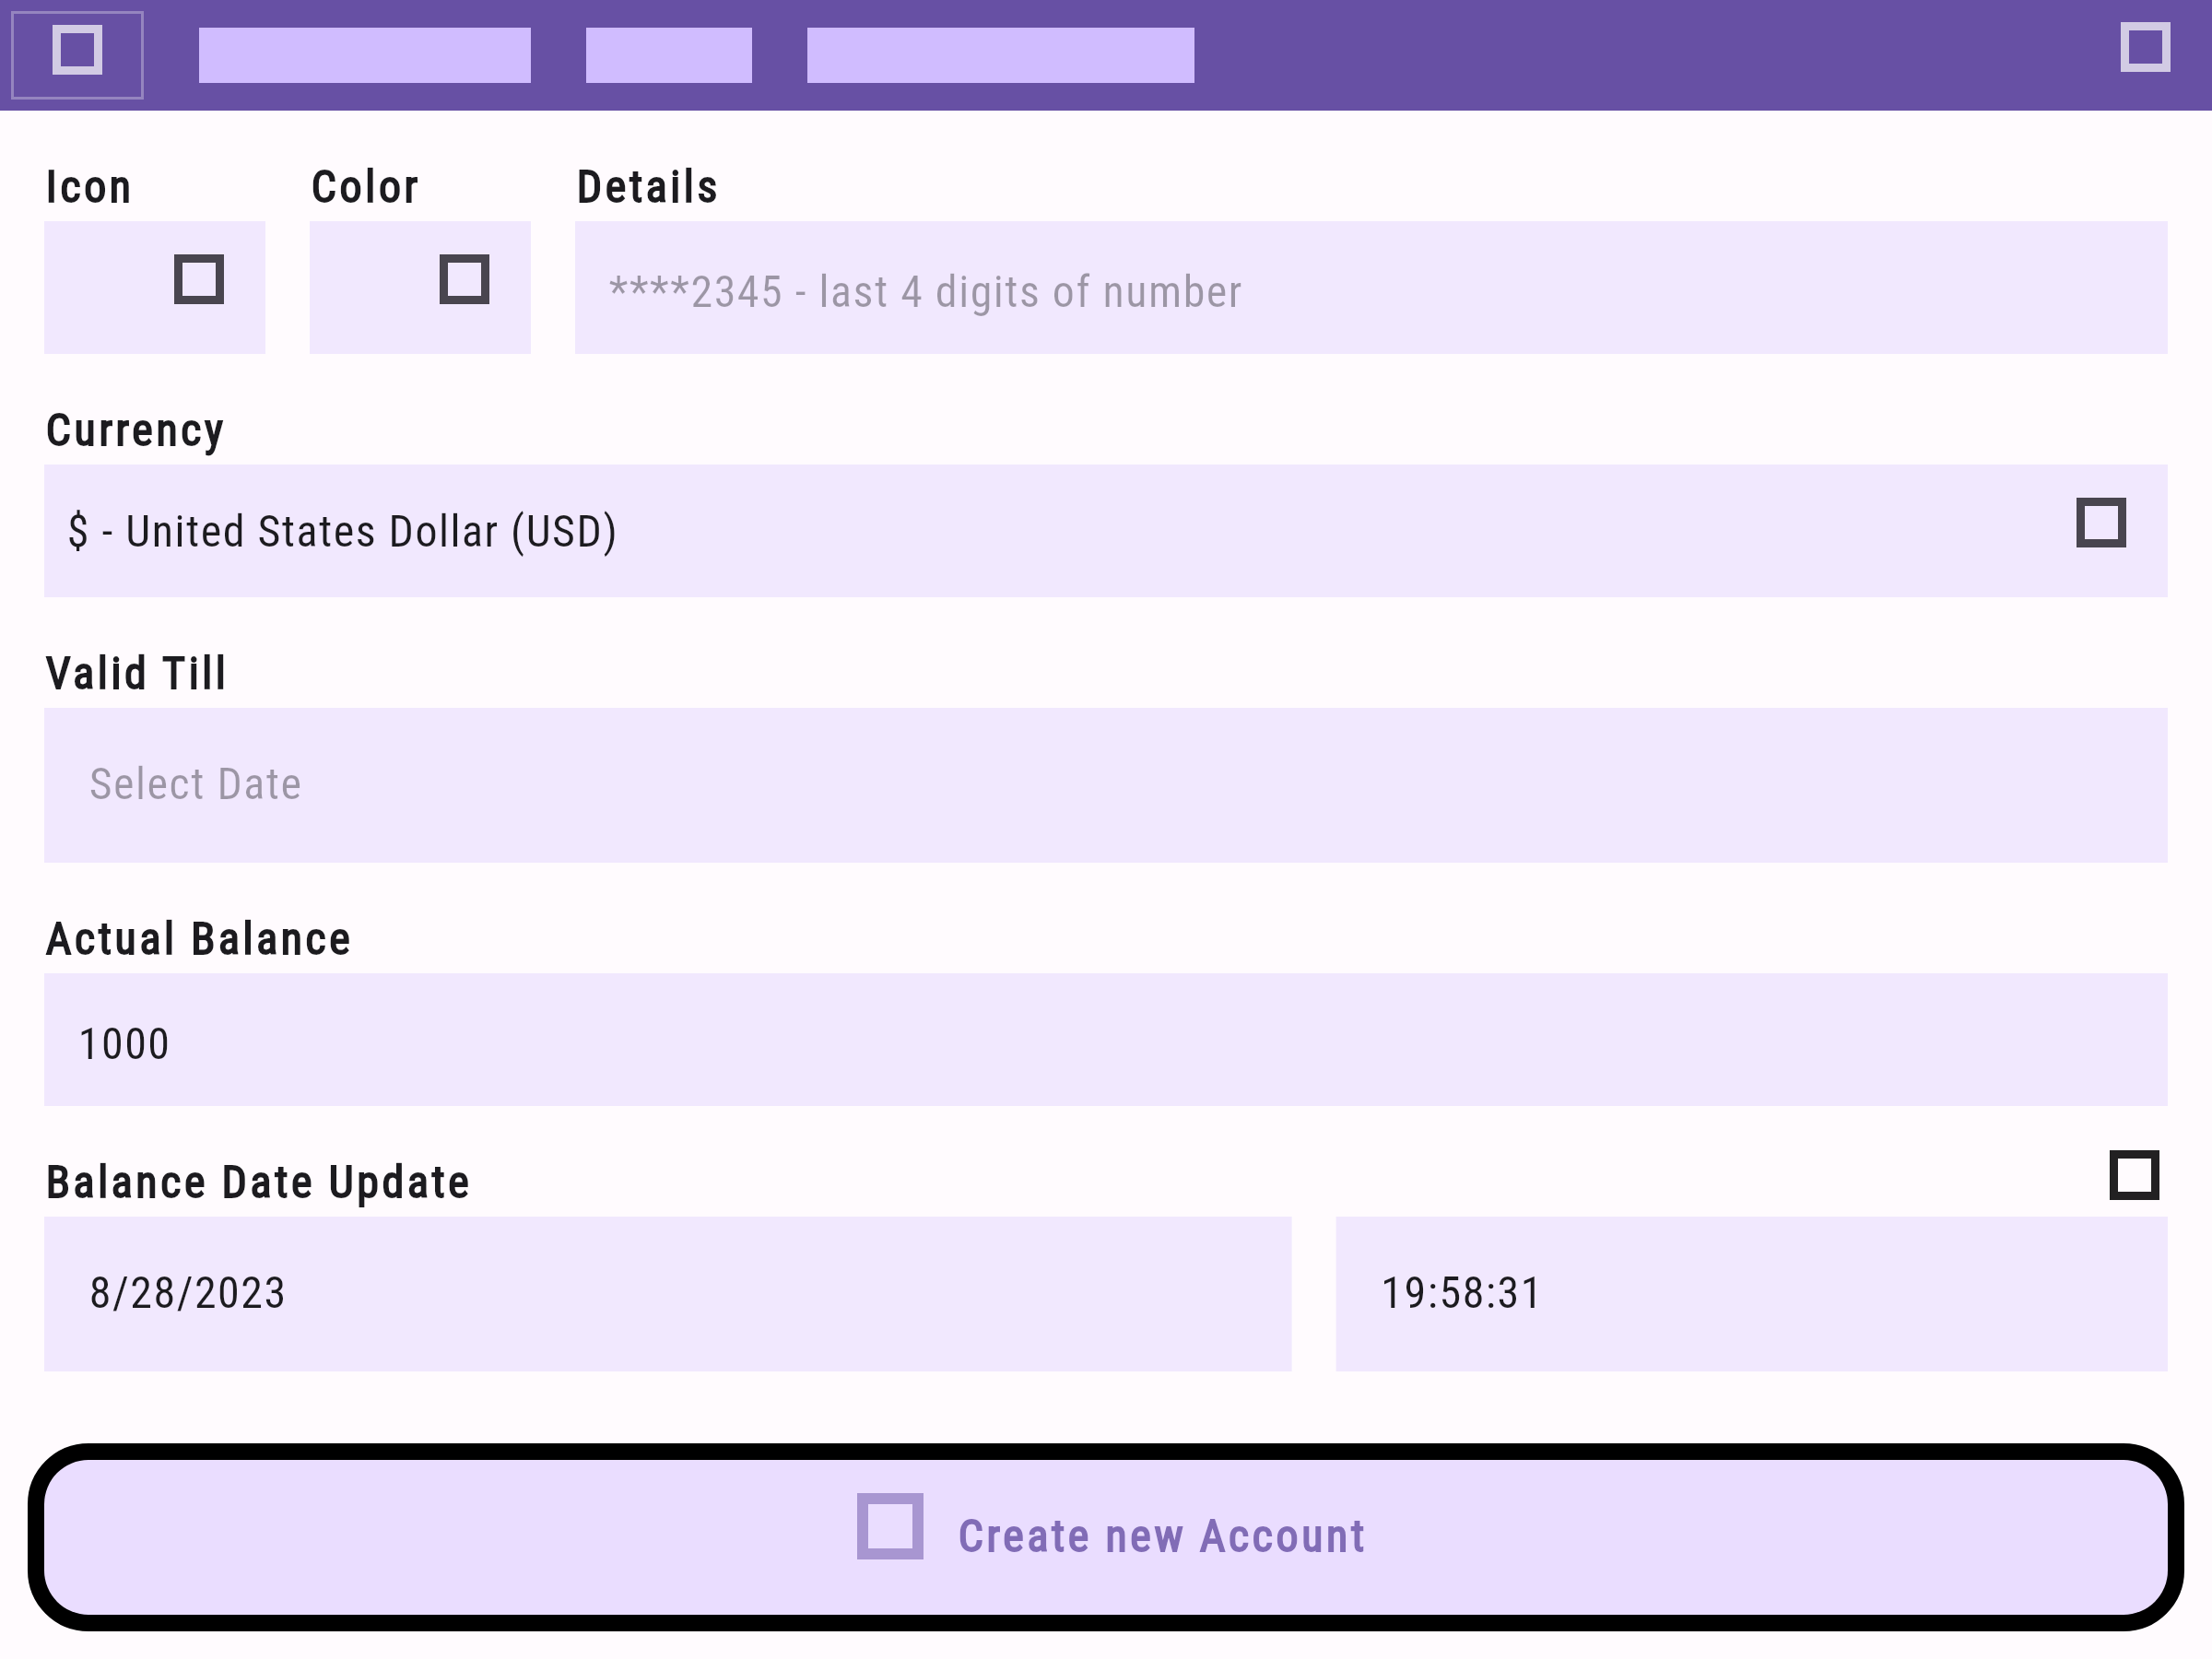 Icon Color Details
****2345 - last 4 digits of number
Currency
$ - United States Dollar (USD)
Valid Till
Select Date
Actual Balance
1000
Balance Date Update
8/28/2023 19:58:31
Create new Account